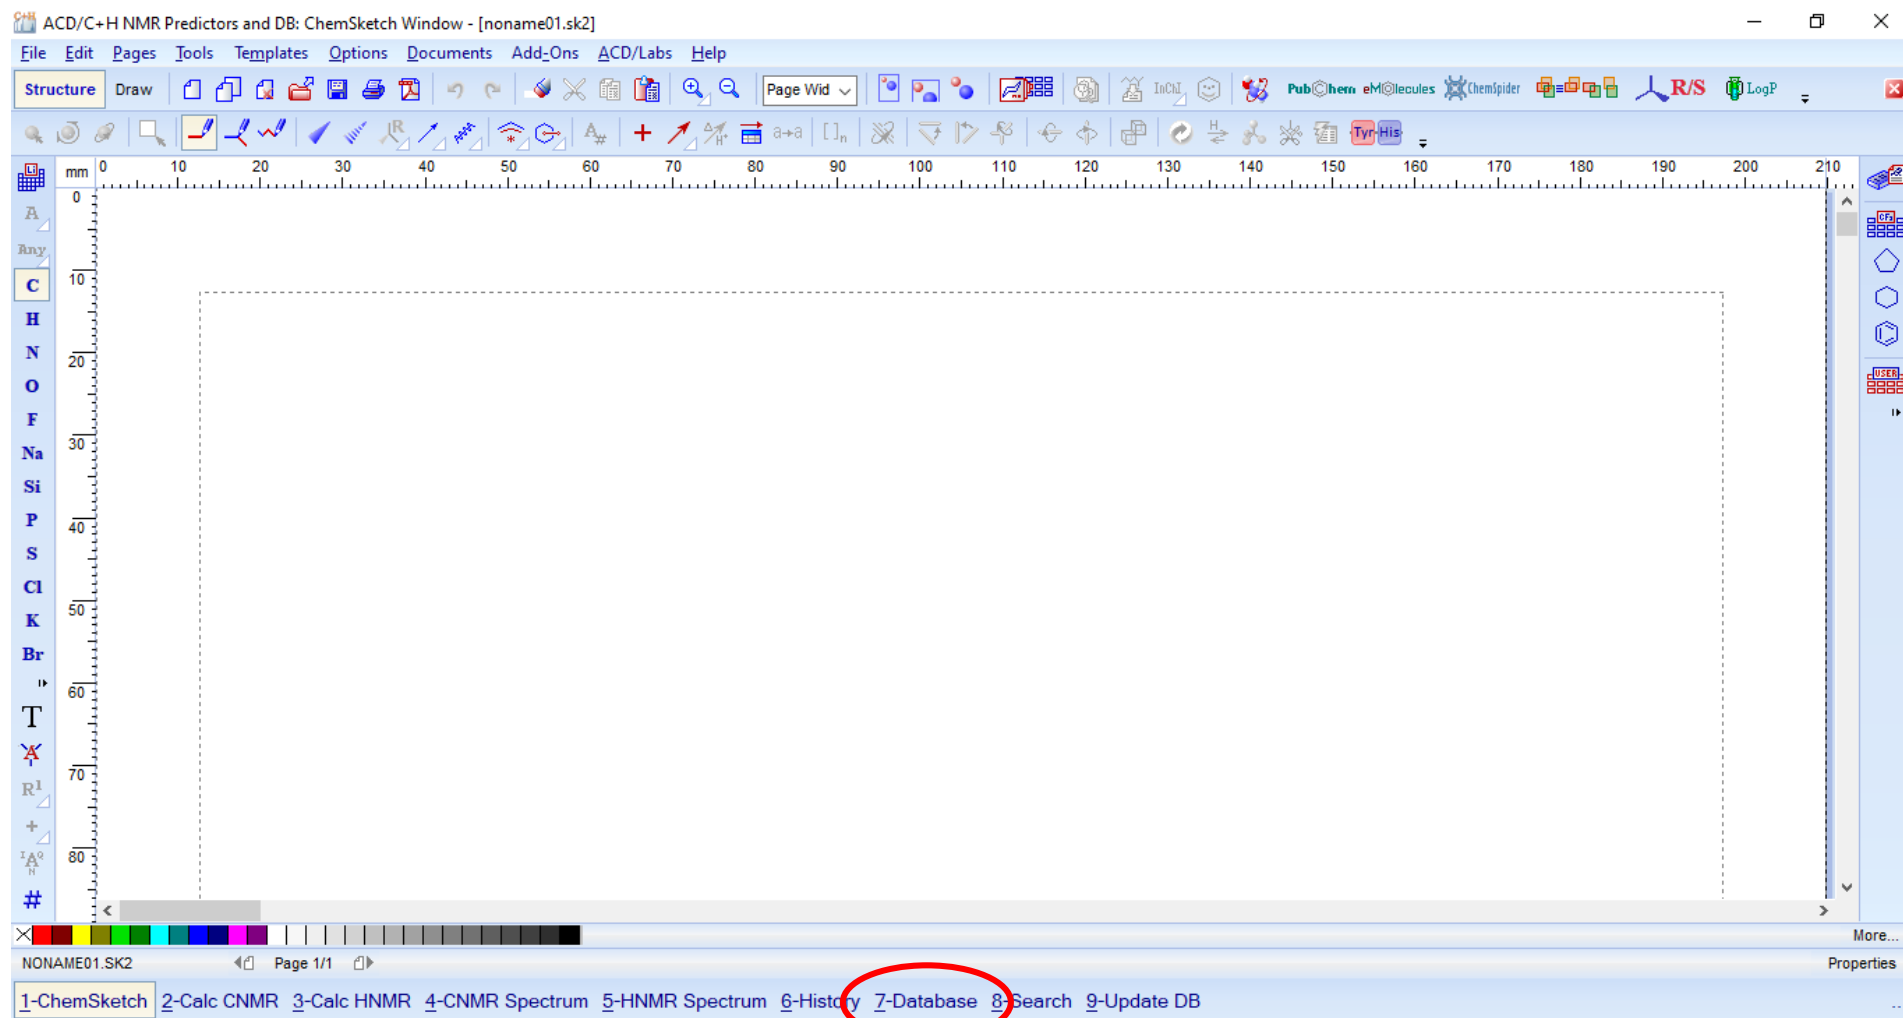 ACD/C+H NMR Predictors and DB: ChemSketch Window - [noname01.sk2]
File Edit Pages Tools Templates Options Documents Add-Ons ACD/Labs Help
Structure Draw Page Wid InChI PubChem eMolecules ChemSpider R/S LogP
R A# H+ a→a []n H Tyr His
Li mm 0 10 20 30 40 50 60 70 80 90 100 110 120 130 140 150 160 170 180 190 200 210
0
A
CF3
Any
10
C
H
N
20
O
USER
F
30
Na
Si
P
40
S
Cl
50
K
Br
60
T
A
70
R1
+
80
#
More...
NONAME01.SK2 Page 1/1 Properties
1-ChemSketch 2-Calc CNMR 3-Calc HNMR 4-CNMR Spectrum 5-HNMR Spectrum 6-History 7-Database 8-Search 9-Update DB